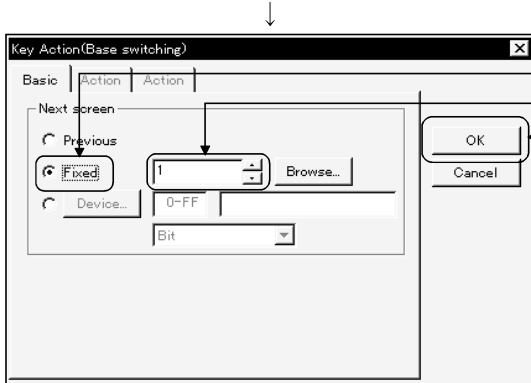 ↓
Key Action(Base switching)
Basic Action Action
Next screen
Previous
Fixed 1 Browse...
Device... 0-FF
Bit
OK
Cancel